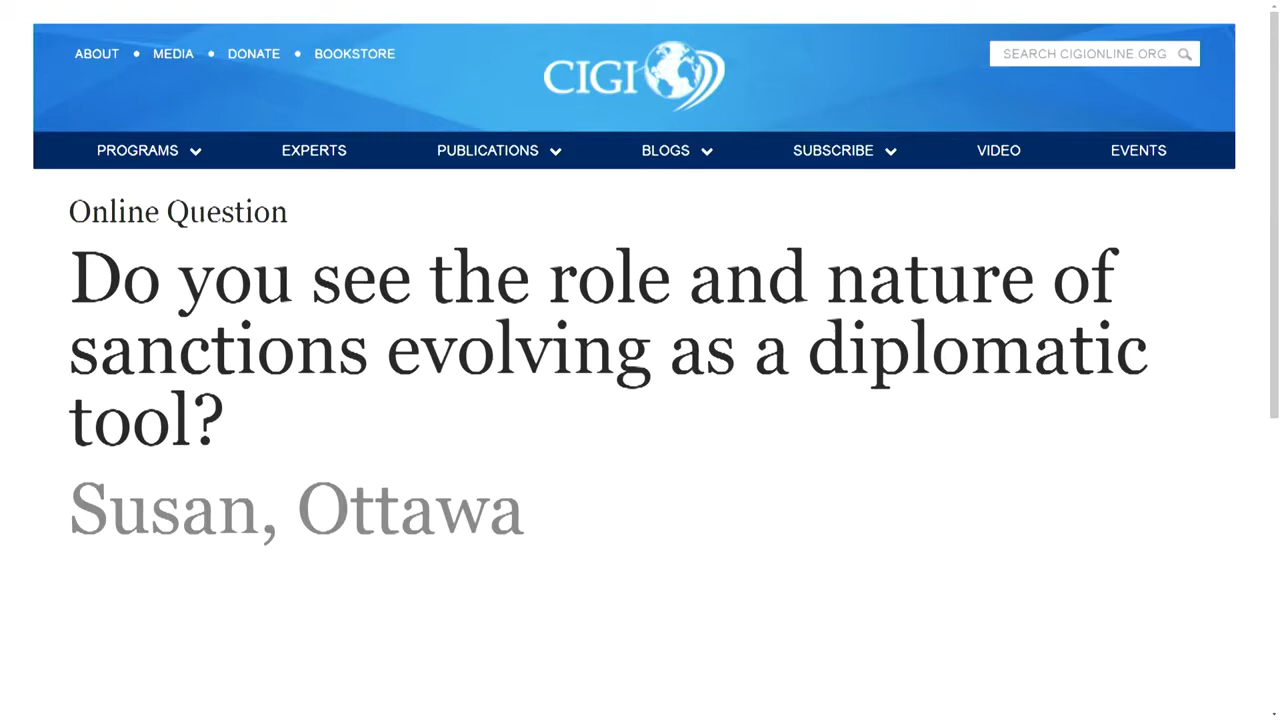 ABOUT • MEDIA • DONATE • BOOKSTORE
CIGI
SEARCH CIGIONLINE.ORG
PROGRAMS EXPERTS PUBLICATIONS BLOGS SUBSCRIBE VIDEO EVENTS
Online Question
Do you see the role and nature of
sanctions evolving as a diplomatic
tool?
Susan, Ottawa